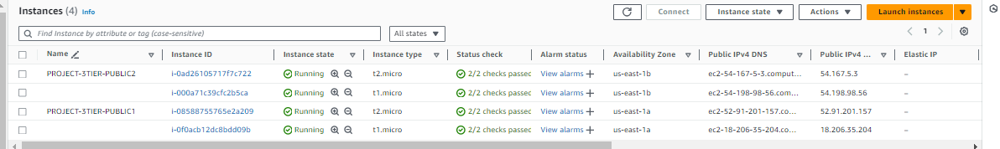 Instances (4) Info
Connect Instance state Actions Launch instances
Find Instance by attribute or tag (case-sensitive) All states 1
Name Instance ID Instance state Instance type Status check Alarm status Availability Zone Public IPv4 DNS Public IPv4 ... Elastic IP
PROJECT-3TIER-PUBLIC2 i-0ad26105717f7c722 Running t2.micro 2/2 checks passed View alarms + us-east-1b ec2-54-167-5-3.comput... 54.167.5.3 –
i-000a71c39cfc2b5ca Running t1.micro 2/2 checks passed View alarms + us-east-1b ec2-54-198-98-56.com... 54.198.98.56 –
PROJECT-3TIER-PUBLIC1 i-08588755765e2a209 Running t2.micro 2/2 checks passed View alarms + us-east-1a ec2-52-91-201-157.co... 52.91.201.157 –
i-0f0acb12dc8bdd09b Running t1.micro 2/2 checks passed View alarms + us-east-1a ec2-18-206-35-204.co... 18.206.35.204 –